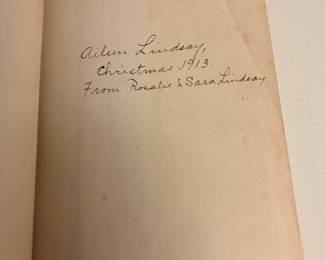 Aileen Lindsay,
Christmas 1913.
From Rosalie & Sara Lindsay